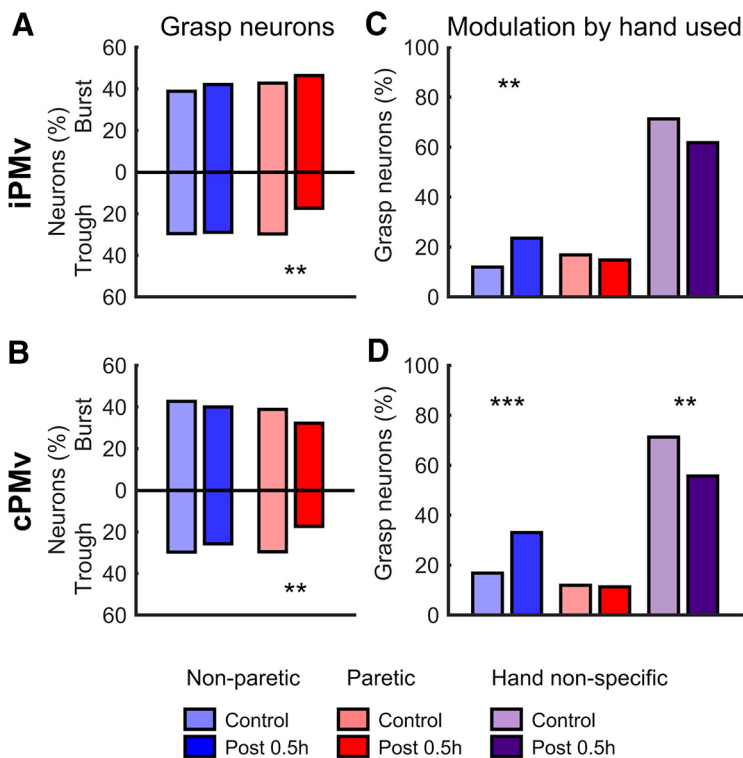 A Grasp neurons
C Modulation by hand used
iPMv
Neurons (%)
Trough Burst
60
40
20
0
20
40
60
**
Grasp neurons (%)
100
80
60
40
20
0
**
B
D
cPMv
Neurons (%)
Trough Burst
60
40
20
0
20
40
60
**
Grasp neurons (%)
100
80
60
40
20
0
*** **
Non-paretic Paretic Hand non-specific
Control Control Control
Post 0.5h Post 0.5h Post 0.5h